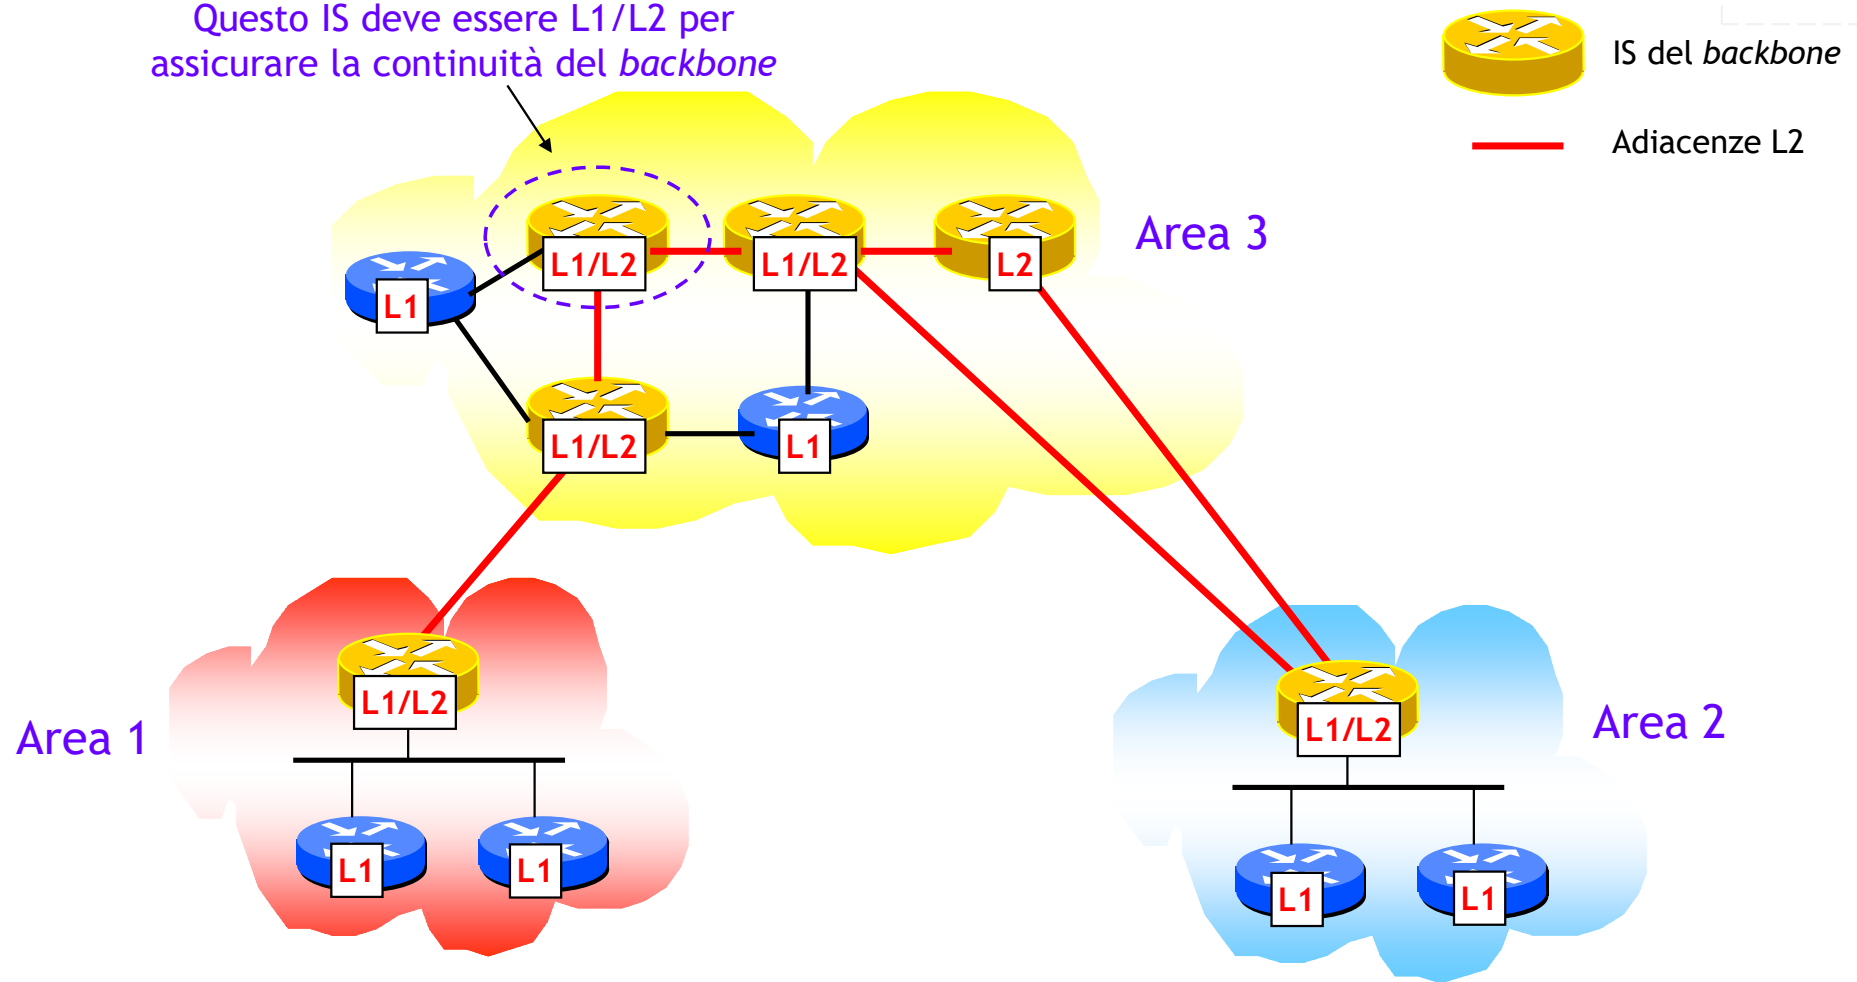 Questo IS deve essere L1/L2 per
assicurare la continuità del backbone
IS del backbone
Adiacenze L2
Area 3
L1/L2
L1/L2
L2
L1
L1/L2
L1
Area 1
L1/L2
L1
L1
Area 2
L1/L2
L1
L1